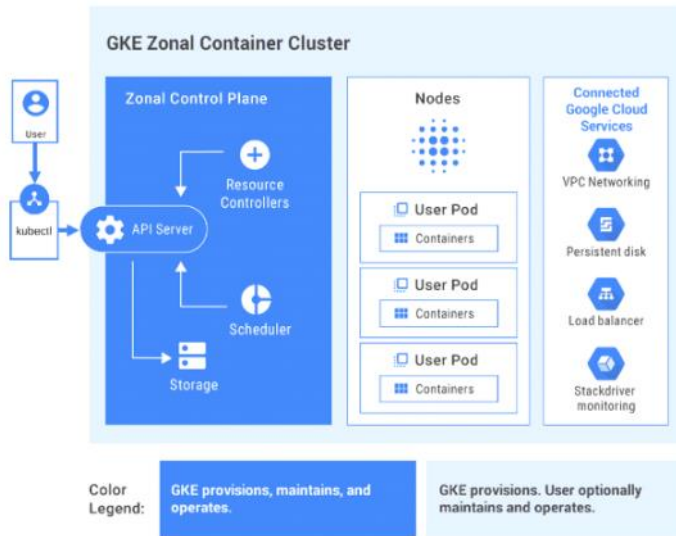 GKE Zonal Container Cluster
User
kubectl
Zonal Control Plane
Resource
Controllers
API Server
Scheduler
Storage
Nodes
User Pod
Containers
User Pod
Containers
User Pod
Containers
Connected
Google Cloud
Services
VPC Networking
Persistent disk
Load balancer
Stackdriver
monitoring
Color
Legend:
GKE provisions, maintains, and
operates.
GKE provisions. User optionally
maintains and operates.